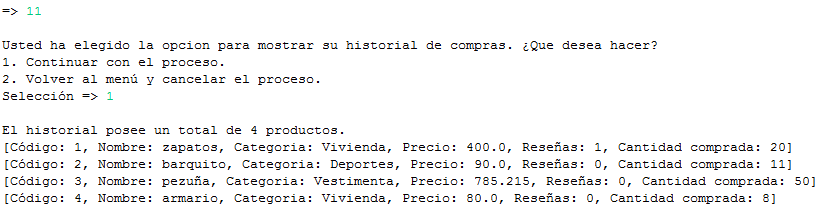 => 11
Usted ha elegido la opcion para mostrar su historial de compras. ¿Que desea hacer?
1. Continuar con el proceso.
2. Volver al menú y cancelar el proceso.
Selección => 1
El historial posee un total de 4 productos.
[Código: 1, Nombre: zapatos, Categoria: Vivienda, Precio: 400.0, Reseñas: 1, Cantidad comprada: 20]
[Código: 2, Nombre: barquito, Categoria: Deportes, Precio: 90.0, Reseñas: 0, Cantidad comprada: 11]
[Código: 3, Nombre: pezuña, Categoria: Vestimenta, Precio: 785.215, Reseñas: 0, Cantidad comprada: 50]
[Código: 4, Nombre: armario, Categoria: Vivienda, Precio: 80.0, Reseñas: 0, Cantidad comprada: 8]